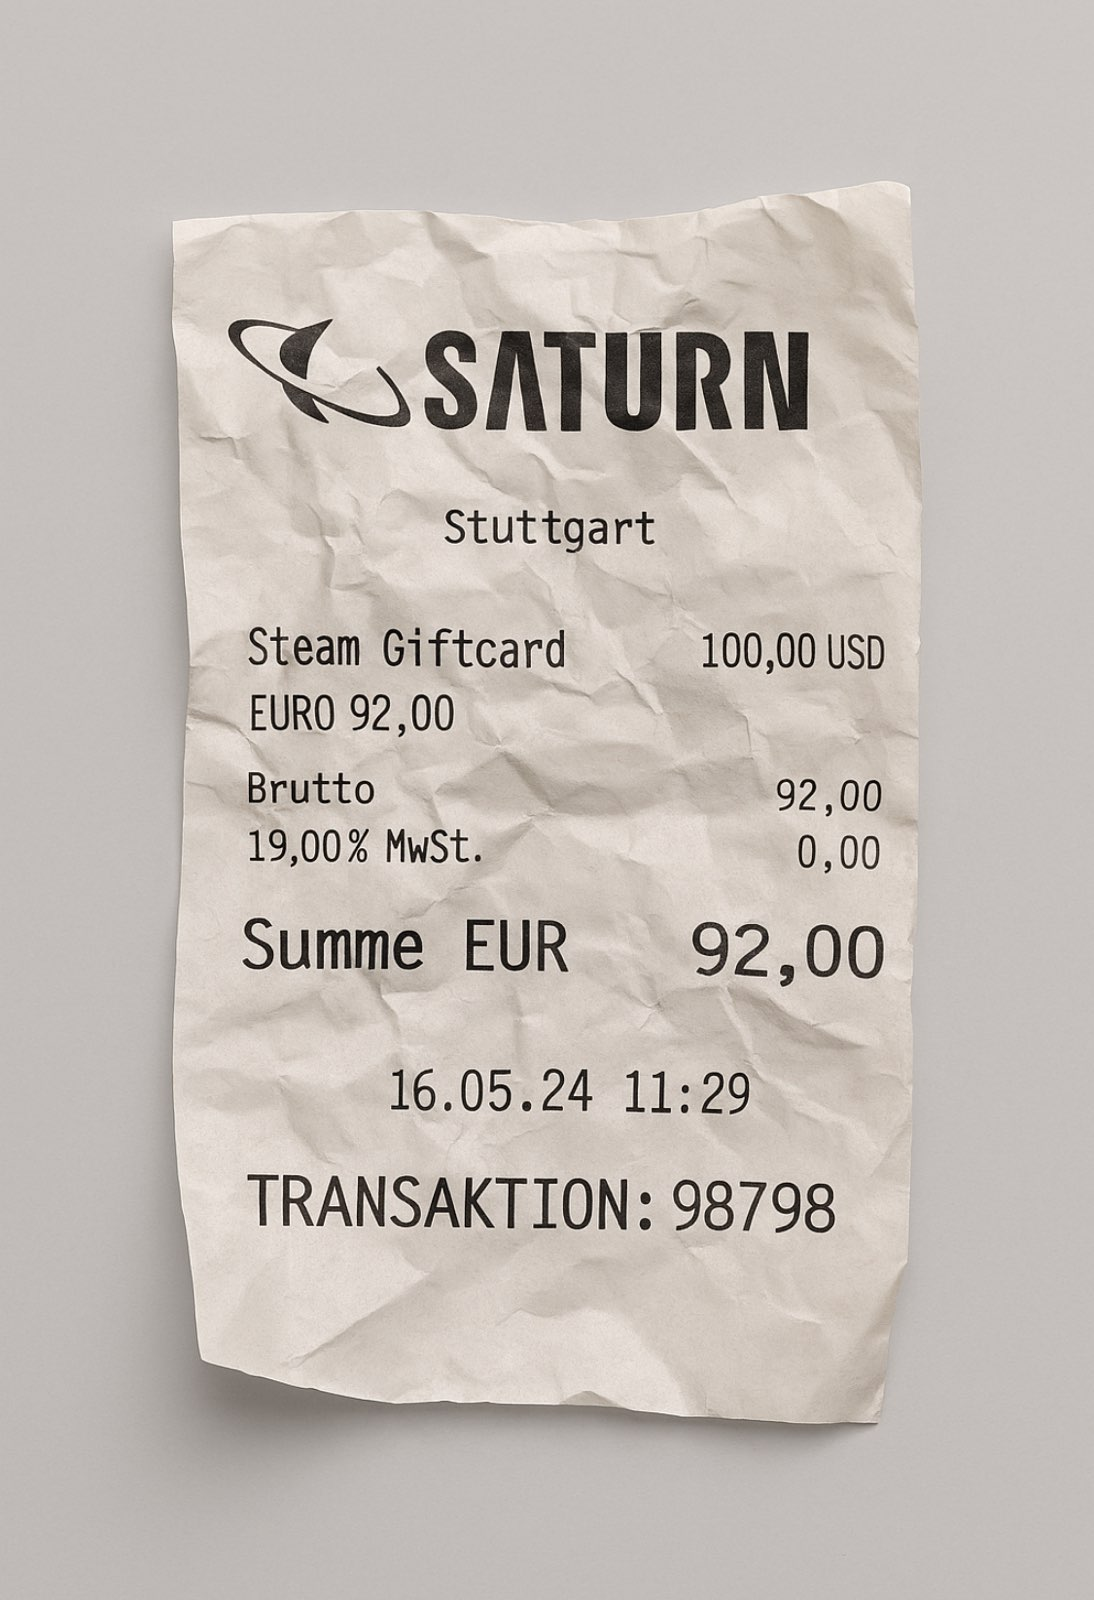 SATURN
Stuttgart
Steam Giftcard 100,00 USD
EURO 92,00
Brutto 92,00
19,00% MwSt. 0,00
Summe EUR 92,00
16.05.24 11:29
TRANSAKTION: 98798